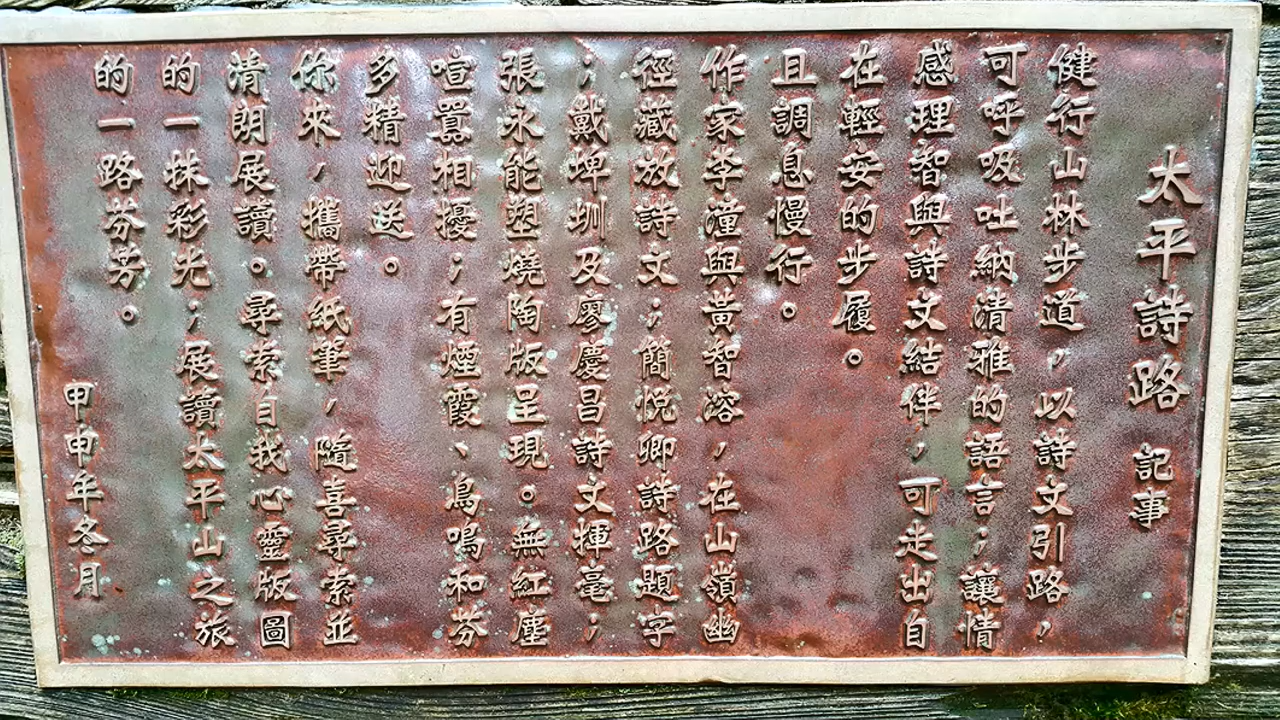 太平詩路 記事
健行山林步道，以詩文引路，
可呼吸吐納清雅的語言；讓情
感理智與詩文結伴，可走出自
在輕安的步履。
且調息慢行。
作家李潼與黃智溶，在山嶺幽
徑藏放詩文；簡悅卿詩路題字
；戴埤圳及廖慶昌詩文揮毫；
張永能塑燒陶版呈現。無紅塵
喧囂相擾；有煙霞、鳥鳴和芬
多精迎送。
你來，攜帶紙筆，隨喜尋索並
清朗展讀。尋索自我心靈版圖
的一抹彩光；展讀太平山之旅
的一路芬芳。
甲申年冬月